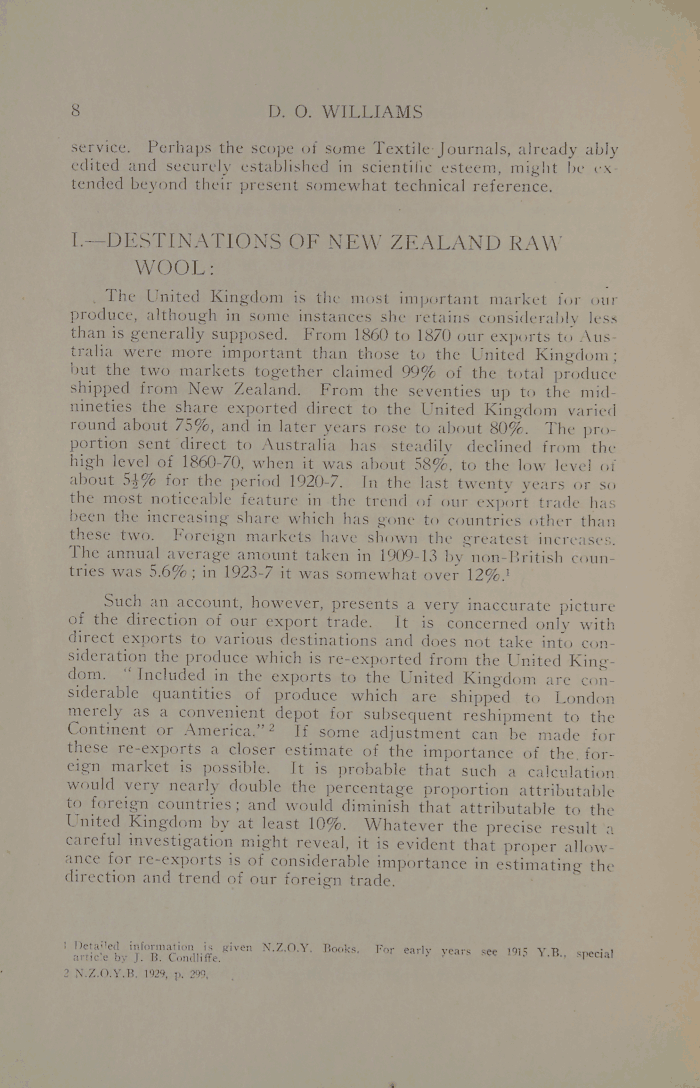 8 D. O. WILLIAMS
service. Perhaps the scope of some Textile Journals, already ably
edited and securely established in scientific esteem, might be ex-
tended beyond their present somewhat technical reference.
I.—DESTINATIONS OF NEW ZEALAND RAW
WOOL:
The United Kingdom is the most important market for our
produce, although in some instances she retains considerably less
than is generally supposed. From 1860 to 1870 our exports to Aus-
tralia were more important than those to the United Kingdom;
but the two markets together claimed 99% of the total produce
shipped from New Zealand. From the seventies up to the mid-
nineties the share exported direct to the United Kingdom varied
round about 75%, and in later years rose to about 80%. The pro-
portion sent direct to Australia has steadily declined from the
high level of 1860-70, when it was about 58%, to the low level of
about 5½% for the period 1920-7. In the last twenty years or so
the most noticeable feature in the trend of our export trade has
been the increasing share which has gone to countries other than
these two. Foreign markets have shown the greatest increases.
The annual average amount taken in 1909-13 by non-British coun-
tries was 5.6%; in 1923-7 it was somewhat over 12%.¹
Such an account, however, presents a very inaccurate picture
of the direction of our export trade. It is concerned only with
direct exports to various destinations and does not take into con-
sideration the produce which is re-exported from the United King-
dom. "Included in the exports to the United Kingdom are con-
siderable quantities of produce which are shipped to London
merely as a convenient depot for subsequent reshipment to the
Continent or America."² If some adjustment can be made for
these re-exports a closer estimate of the importance of the for-
eign market is possible. It is probable that such a calculation
would very nearly double the percentage proportion attributable
to foreign countries; and would diminish that attributable to the
United Kingdom by at least 10%. Whatever the precise result a
careful investigation might reveal, it is evident that proper allow-
ance for re-exports is of considerable importance in estimating the
direction and trend of our foreign trade.
1 Detailed information is given N.Z.O.Y. Books. For early years see 1915 Y.B., special
article by J. B. Condliffe.
2 N.Z.O.Y.B. 1929, p. 299.